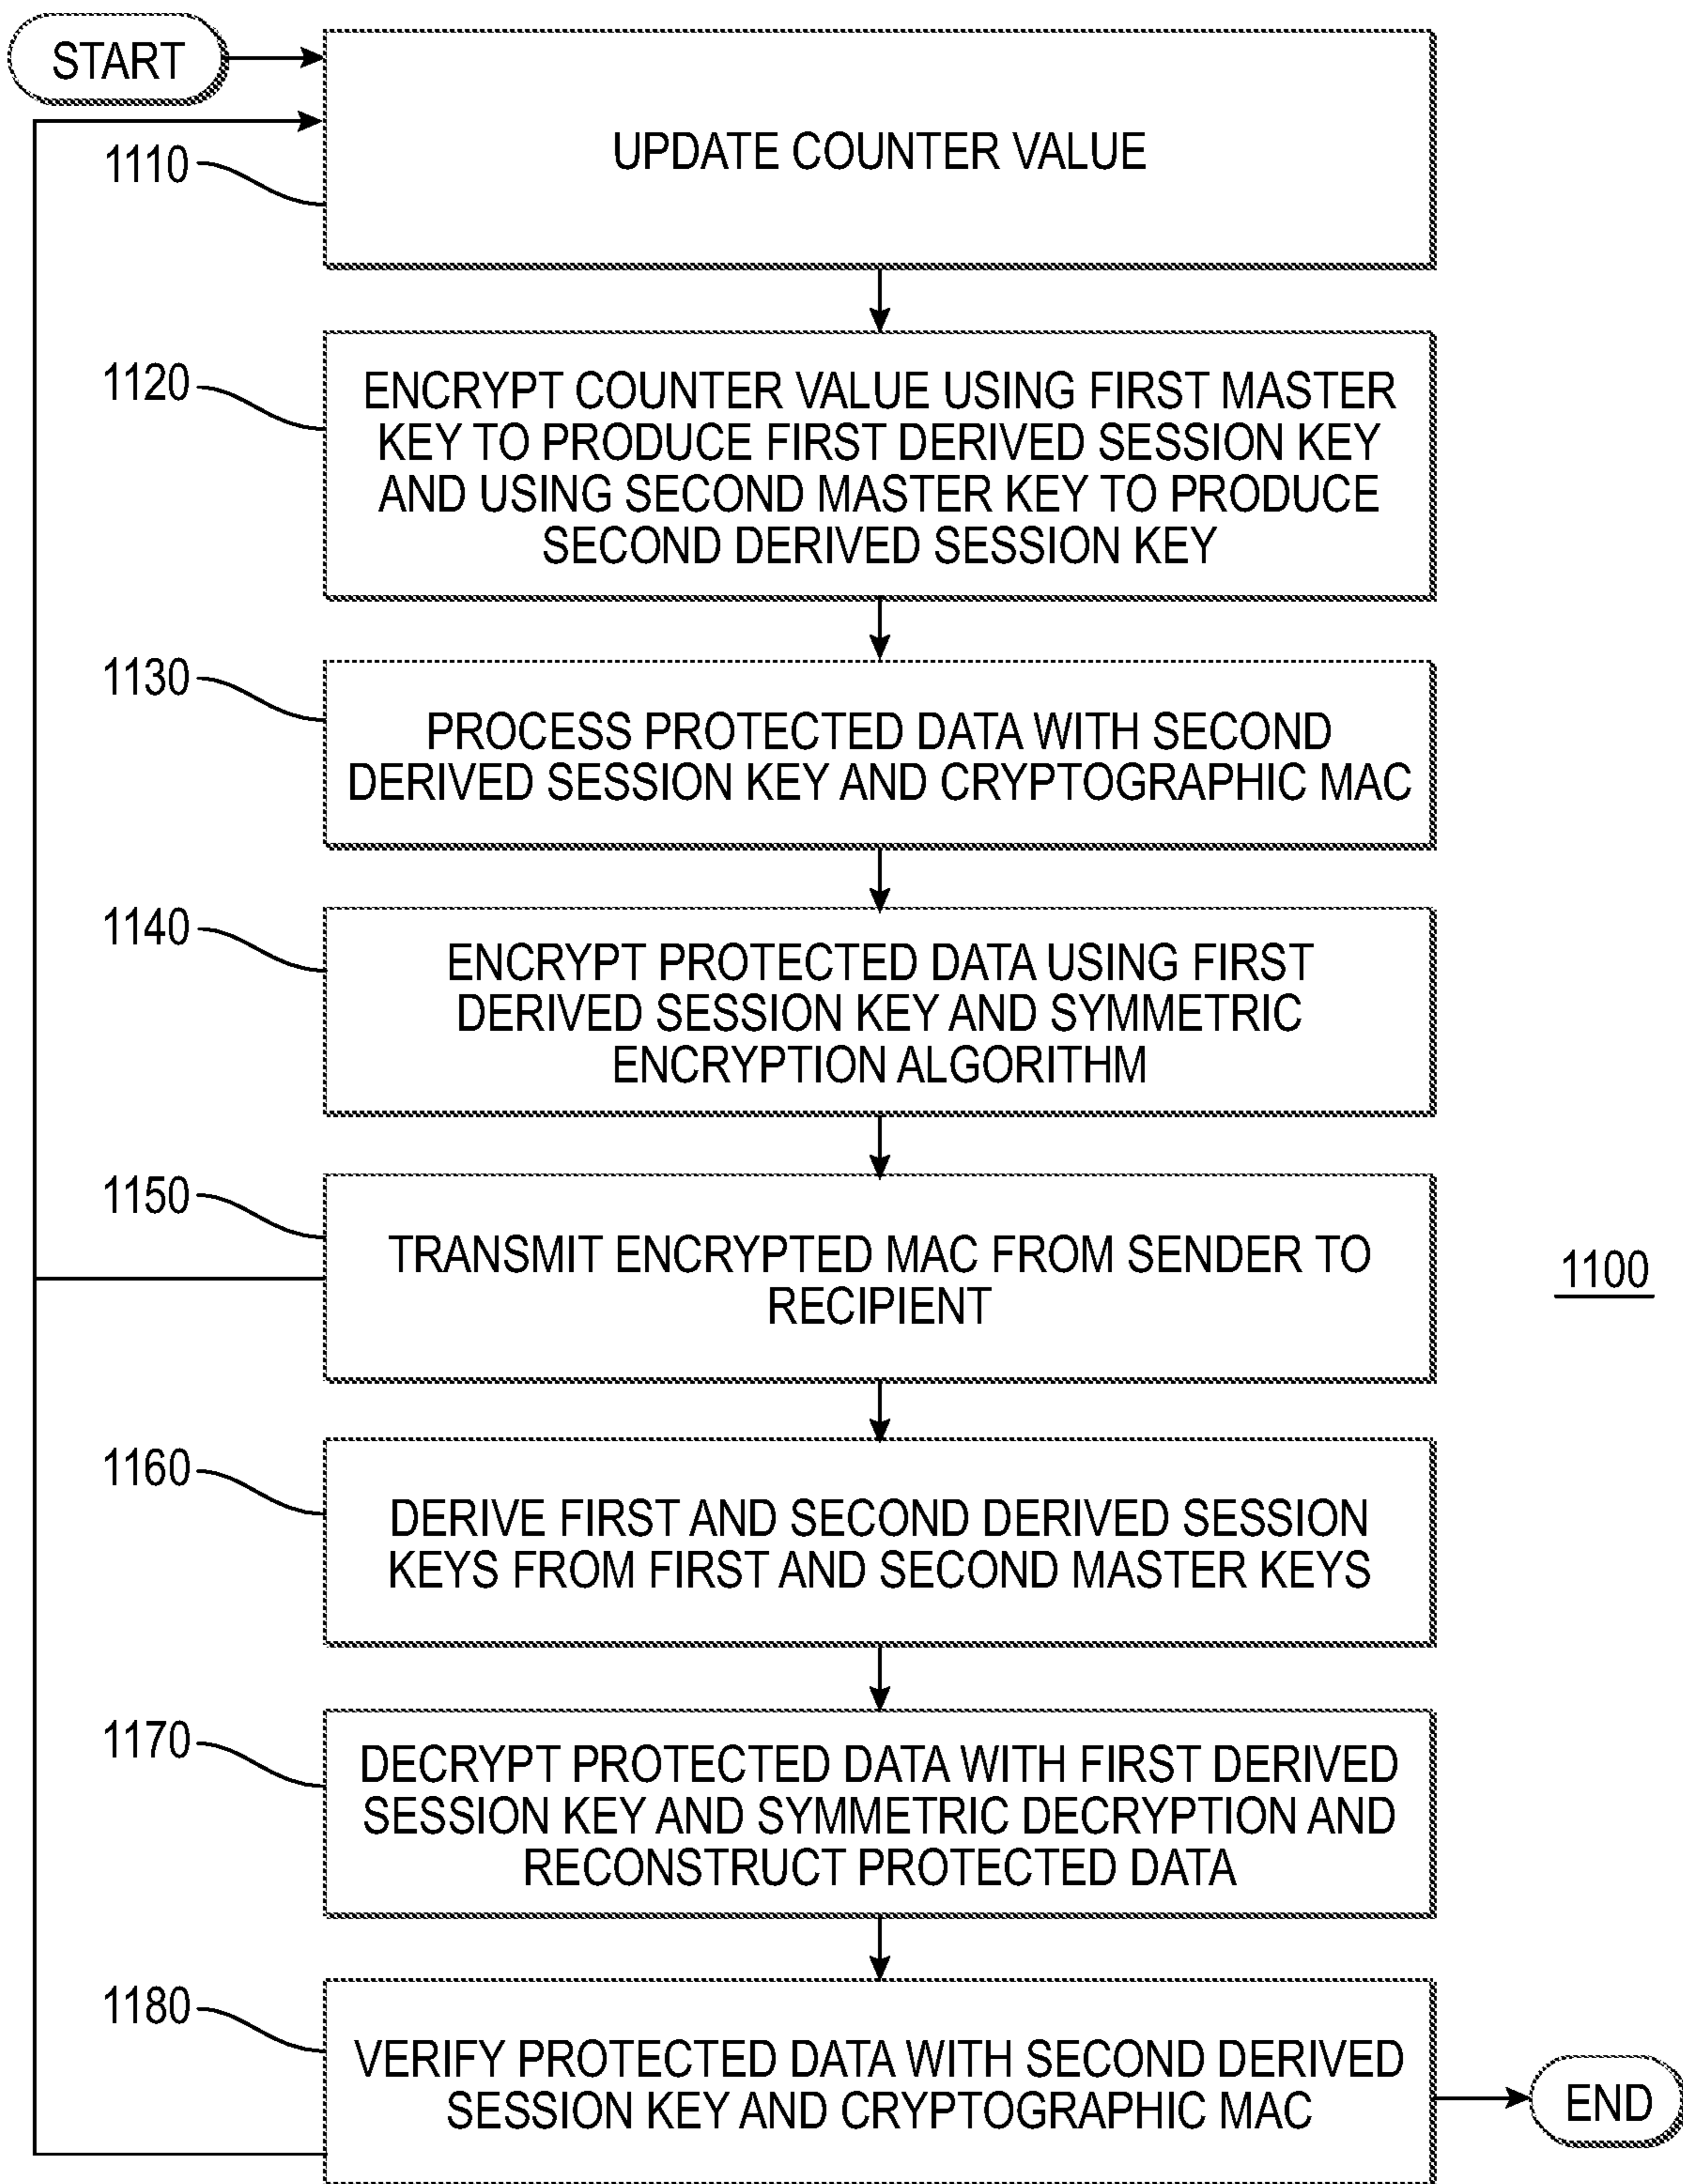 START
UPDATE COUNTER VALUE
1110
1120
ENCRYPT COUNTER VALUE USING FIRST MASTER
KEY TO PRODUCE FIRST DERIVED SESSION KEY
AND USING SECOND MASTER KEY TO PRODUCE
SECOND DERIVED SESSION KEY
1130
PROCESS PROTECTED DATA WITH SECOND
DERIVED SESSION KEY AND CRYPTOGRAPHIC MAC
1140
ENCRYPT PROTECTED DATA USING FIRST
DERIVED SESSION KEY AND SYMMETRIC
ENCRYPTION ALGORITHM
1150
TRANSMIT ENCRYPTED MAC FROM SENDER TO
RECIPIENT
1100
1160
DERIVE FIRST AND SECOND DERIVED SESSION
KEYS FROM FIRST AND SECOND MASTER KEYS
1170
DECRYPT PROTECTED DATA WITH FIRST DERIVED
SESSION KEY AND SYMMETRIC DECRYPTION AND
RECONSTRUCT PROTECTED DATA
1180
VERIFY PROTECTED DATA WITH SECOND DERIVED
SESSION KEY AND CRYPTOGRAPHIC MAC
END